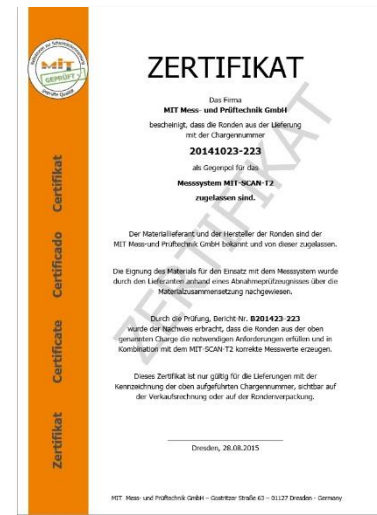 MIT
GEPRÜFT
ZERTIFIKAT
Das Firma
MIT Mess- und Prüftechnik GmbH
bescheinigt, dass die Ronden aus der Lieferung
mit der Chargennummer
20141023-223
als Gegenpol für das
Messsystem MIT-SCAN-T2
zugelassen sind.
Der Materiallieferant und der Hersteller der Ronden sind der
MIT Mess-und Prüftechnik GmbH bekannt und von dieser zugelassen.
Die Eignung des Materials für den Einsatz mit dem Messsystem wurde
durch den Lieferanten anhand eines Abnahmeprüfzeugnisses über die
Materialzusammensetzung nachgewiesen.
Durch die Prüfung, Bericht-Nr. B201423-223
wurde der Nachweis erbracht, dass die Ronden aus der oben
genannten Charge die notwendigen Anforderungen erfüllen und in
Kombination mit dem MIT-SCAN-T2 korrekte Messwerte erzeugen.
Dieses Zertifikat ist nur gültig für die Lieferungen mit der
Kennzeichnung der oben aufgeführten Chargennummer, sichtbar auf
der Verkaufsrechnung oder auf der Rondenverpackung.
Dresden, 28.08.2015
MIT Mess- und Prüftechnik GmbH – Gostritzer Straße 63 – 01127 Dresden - Germany
Zertifikat Certificate Certificado Certifikat
ZERTIFIKAT